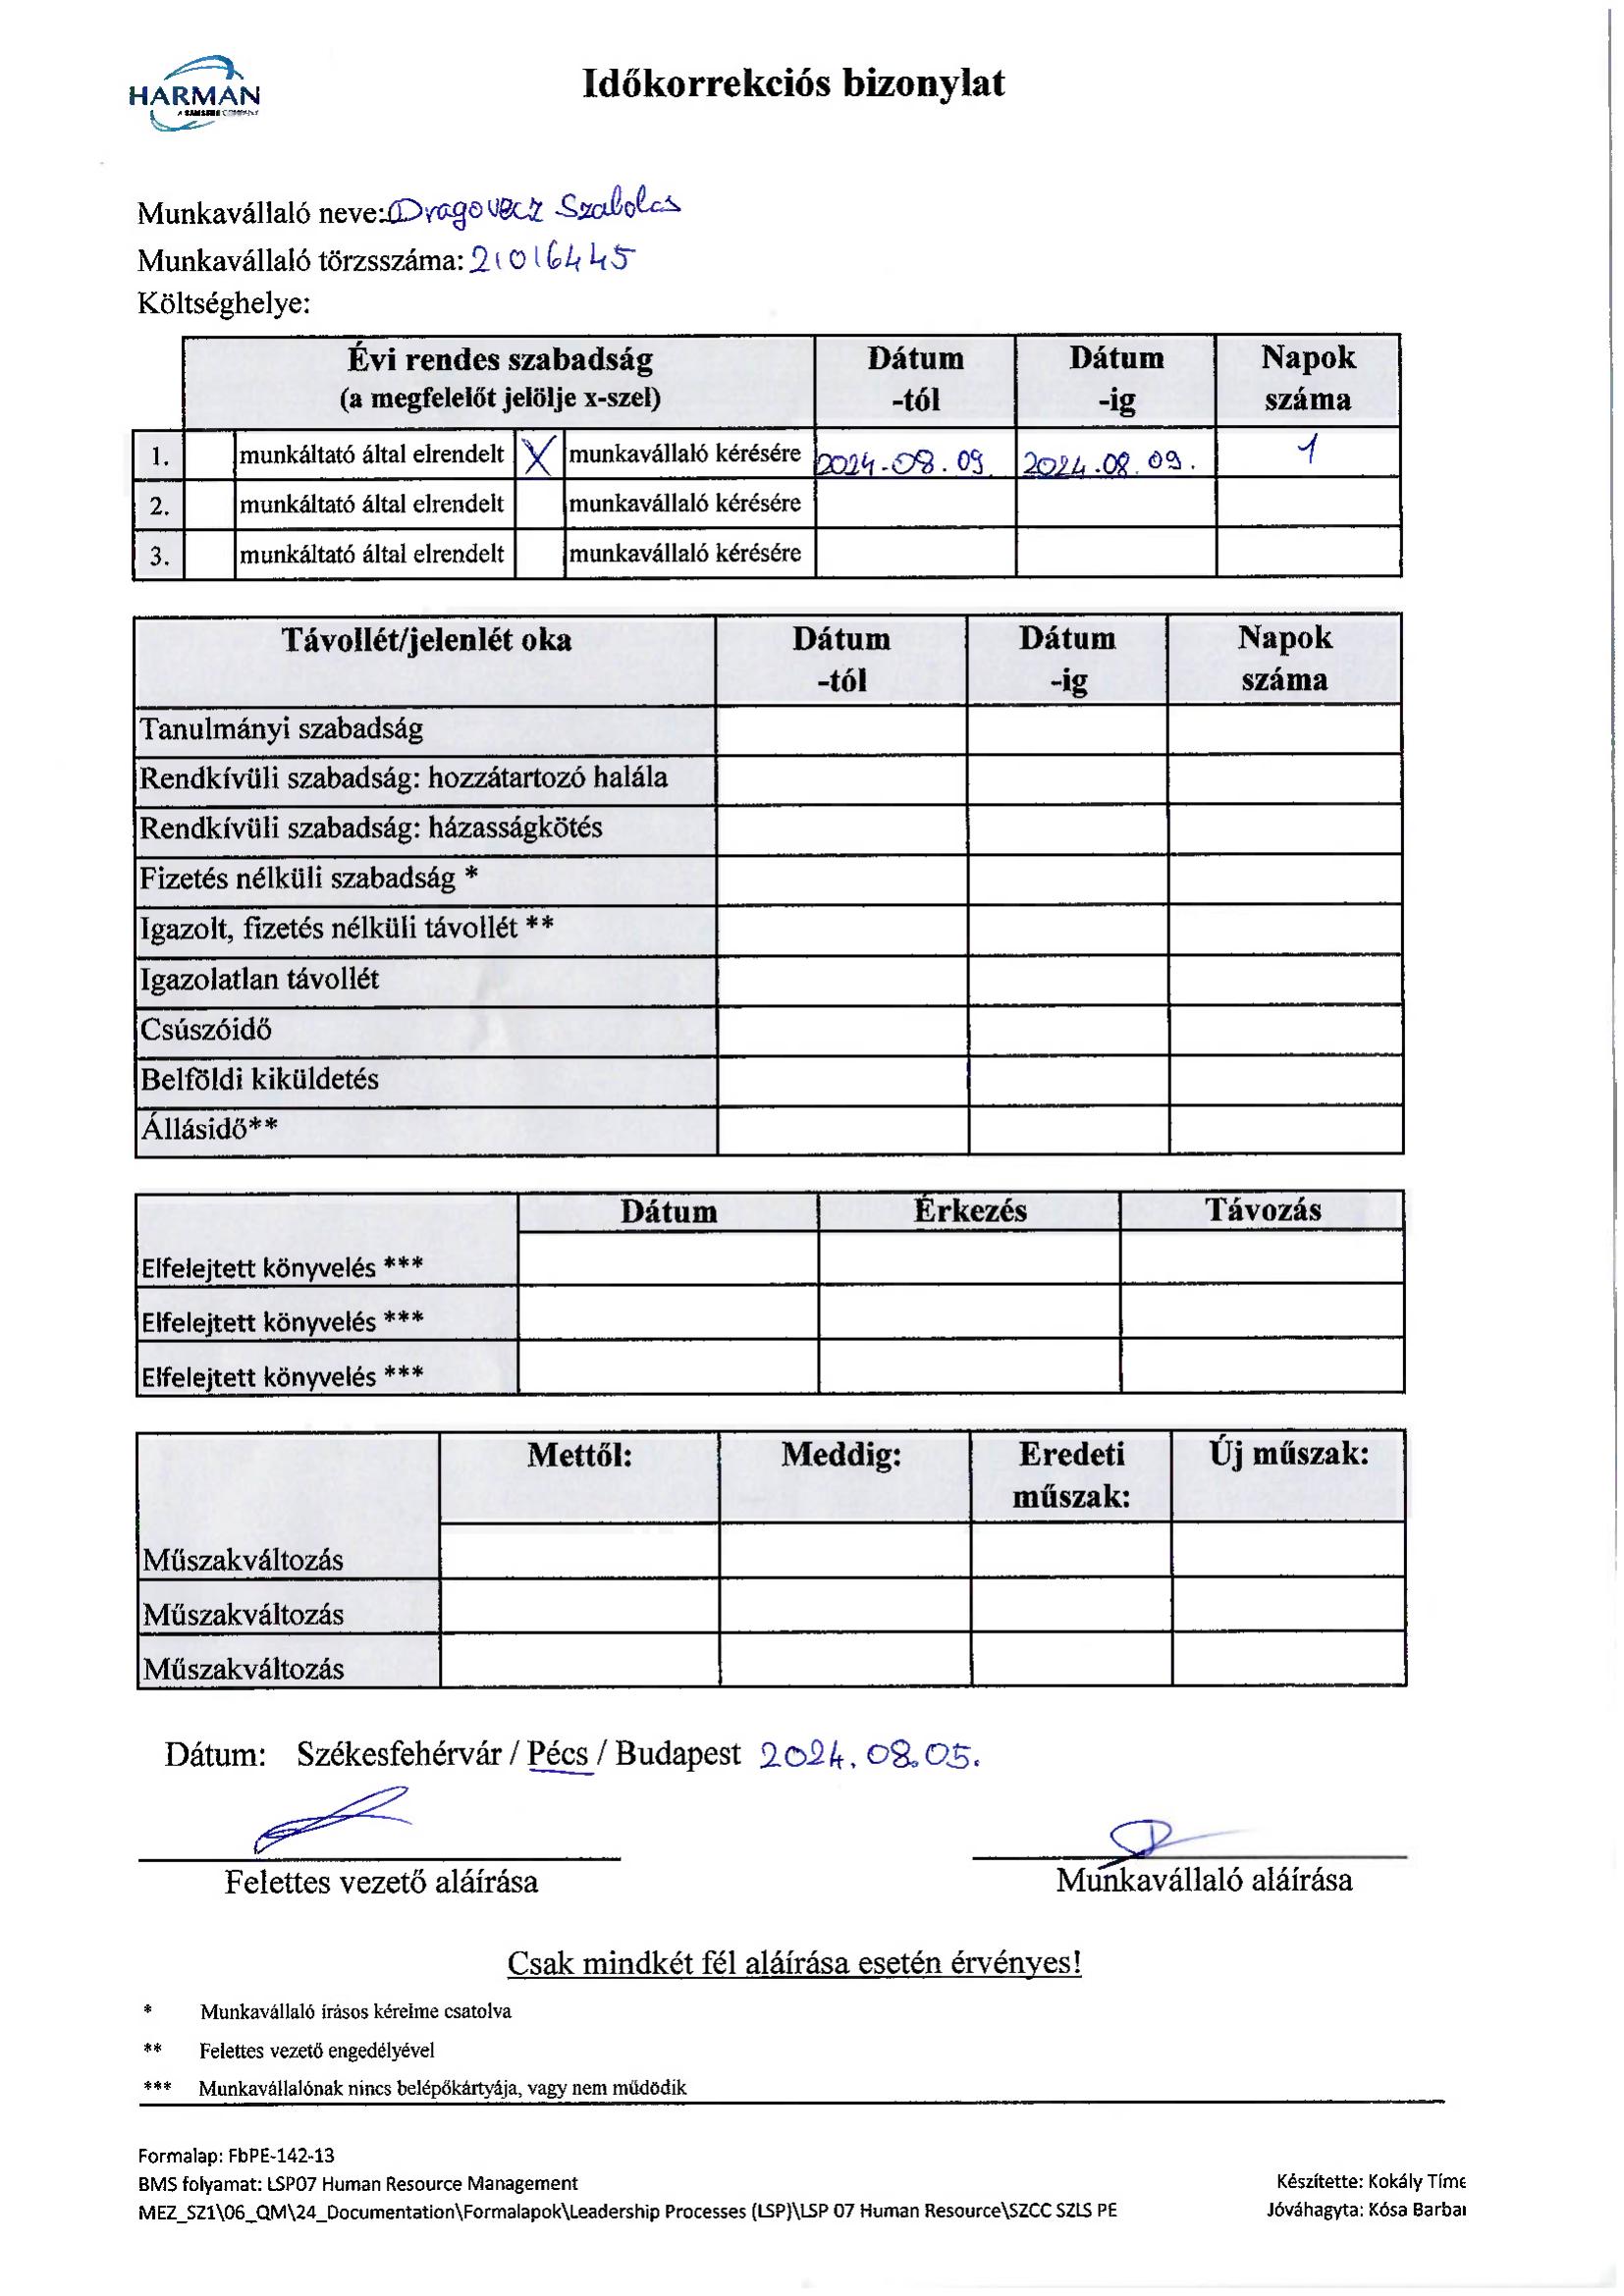 HARMAN
A SAMSUNG COMPANY
Időkorrekciós bizonylat
Munkavállaló neve: Dragovecz Szabolcs
Munkavállaló törzsszáma: 21016445
Költséghelye:
Évi rendes szabadság (a megfelelőt jelölje x-szel) Dátum -tól Dátum -ig Napok száma
1. munkáltató által elrendelt X munkavállaló kérésére 2024-08.09. 2024.08.09. 1
2. munkáltató által elrendelt munkavállaló kérésére
3. munkáltató által elrendelt munkavállaló kérésére
Távollét/jelenlét oka Dátum -tól Dátum -ig Napok száma
Tanulmányi szabadság
Rendkívüli szabadság: hozzátartozó halála
Rendkívüli szabadság: házasságkötés
Fizetés nélküli szabadság *
Igazolt, fizetés nélküli távollét **
Igazolatlan távollét
Csúszóidő
Belföldi kiküldetés
Állásidő**
Dátum Érkezés Távozás
Elfelejtett könyvelés ***
Elfelejtett könyvelés ***
Elfelejtett könyvelés ***
Mettől: Meddig: Eredeti műszak: Új műszak:
Műszakváltozás
Műszakváltozás
Műszakváltozás
Dátum: Székesfehérvár / Pécs / Budapest 2024.08.05.
Felettes vezető aláírása Munkavállaló aláírása
Csak mindkét fél aláírása esetén érvényes!
* Munkavállaló írásos kérelme csatolva
** Felettes vezető engedélyével
*** Munkavállalónak nincs belépőkártyája, vagy nem műdödik
Formalap: FbPE-142-13
BMS folyamat: LSP07 Human Resource Management Készítette: Kokály Tíme
MEZ_SZ1\06_QM\24_Documentation\Formalapok\Leadership Processes (LSP)\LSP 07 Human Resource\SZCC SZLS PE Jóváhagyta: Kósa Barbar